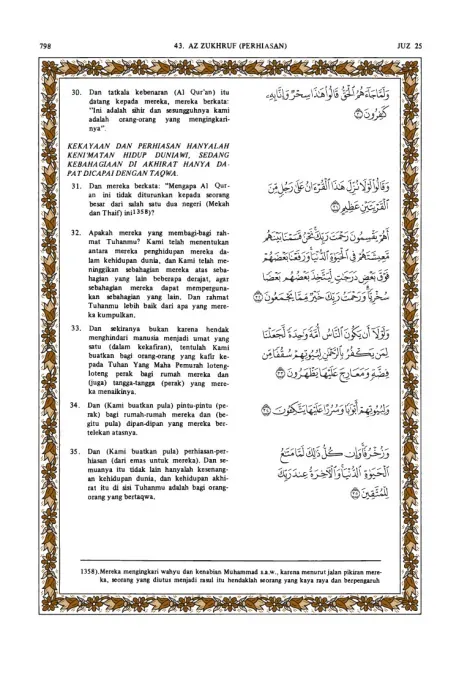 798
43. AZ ZUKHRUF (PERHIASAN)
JUZ 25
30. Dan tatkala kebenaran (Al Qur'an) itu
datang kepada mereka, mereka berkata:
"Ini adalah sihir dan sesungguhnya kami
adalah orang-orang yang mengingkari-
nya".
وَلَمَّا جَآءَهُمُ الْحَقُّ قَالُوا هٰذَا سِحْرٌ وَإِنَّا بِهِۦ
كٰفِرُونَ ۝٣٠
KEKAYAAN DAN PERHIASAN HANYALAH
KENIMATAN HIDUP DUNIAWI, SEDANG
KEBAHAGIAAN DI AKHIRAT HANYA DA-
PAT DICAPAI DENGAN TAQWA.
31. Dan mereka berkata: "Mengapa Al Qur-
an ini tidak diturunkan kepada seorang
besar dari salah satu dua negeri (Mekah
dan Thaif) ini1358)?
وَقَالُوا لَوْلَا نُزِّلَ هٰذَا الْقُرْءَانُ عَلَىٰ رَجُلٍ مِّنَ
الْقَرْيَتَيْنِ عَظِيمٍ ۝٣١
32. Apakah mereka yang membagi-bagi rah-
mat Tuhanmu? Kami telah menentukan
antara mereka penghidupan mereka da-
lam kehidupan dunia, dan Kami telah me-
ninggikan sebahagian mereka atas seba-
hagian yang lain beberapa derajat, agar
sebahagian mereka dapat memperguna-
kan sebahagian yang lain. Dan rahmat
Tuhanmu lebih baik dari apa yang mere-
ka kumpulkan.
أَهُمْ يَقْسِمُونَ رَحْمَتَ رَبِّكَ نَحْنُ قَسَمْنَا بَيْنَهُم
مَّعِيشَتَهُمْ فِى الْحَيَوٰةِ الدُّنْيَا وَرَفَعْنَا بَعْضَهُمْ
فَوْقَ بَعْضٍ دَرَجٰتٍ لِّيَتَّخِذَ بَعْضُهُم بَعْضًا
سُخْرِيًّا وَرَحْمَتُ رَبِّكَ خَيْرٌ مِّمَّا يَجْمَعُونَ ۝٣٢
33. Dan sekiranya bukan karena hendak
menghindari manusia menjadi umat yang
satu (dalam kekafiran), tentulah Kami
buatkan bagi orang-orang yang kafir ke-
pada Tuhan Yang Maha Pemurah loteng-
loteng perak bagi rumah mereka dan
(juga) tangga-tangga (perak) yang mere-
ka menaikinya.
وَلَوْلَا أَن يَكُونَ النَّاسُ أُمَّةً وٰحِدَةً لَّجَعَلْنَا
لِمَن يَكْفُرُ بِالرَّحْمٰنِ لِبُيُوتِهِمْ سُقُفًا مِّن
فِضَّةٍ وَمَعَارِجَ عَلَيْهَا يَظْهَرُونَ ۝٣٣
34. Dan (Kami buatkan pula) pintu-pintu (pe-
rak) bagi rumah-rumah mereka dan (be-
gitu pula) dipan-dipan yang mereka ber-
telekan atasnya.
وَلِبُيُوتِهِمْ أَبْوٰبًا وَسُرُرًا عَلَيْهَا يَتَّكِـُٔونَ ۝٣٤
35. Dan (Kami buatkan pula) perhiasan-per-
hiasan (dari emas untuk mereka). Dan se-
muanya itu tidak lain hanyalah kesenang-
an kehidupan dunia, dan kehidupan akhi-
rat itu di sisi Tuhanmu adalah bagi orang-
orang yang bertaqwa.
وَزُخْرُفًا وَإِن كُلُّ ذٰلِكَ لَمَّا مَتٰعُ
الْحَيَوٰةِ الدُّنْيَا وَالْءَاخِرَةُ عِندَ رَبِّكَ
لِلْمُتَّقِينَ ۝٣٥
1358). Mereka mengingkari wahyu dan kenabian Muhammad s.a.w., karena menurut jalan pikiran mere-
ka, seorang yang diutus menjadi rasul itu hendaklah seorang yang kaya raya dan berpengaruh